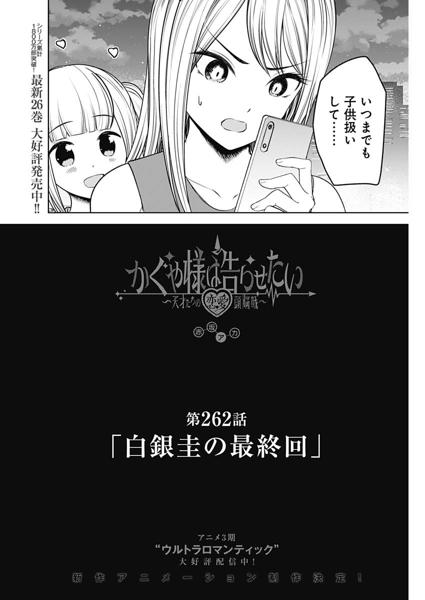 いつまでも
子供扱い
して……
シリーズ累計
1800万部突破!
最新26巻 大好評発売中!!
かぐや様は告らせたい
〜天才たちの恋愛頭脳戦〜
赤坂アカ
第262話
「白銀圭の最終回」
アニメ3期
“ウルトラロマンティック”
大好評配信中!
新作アニメーション制作決定!